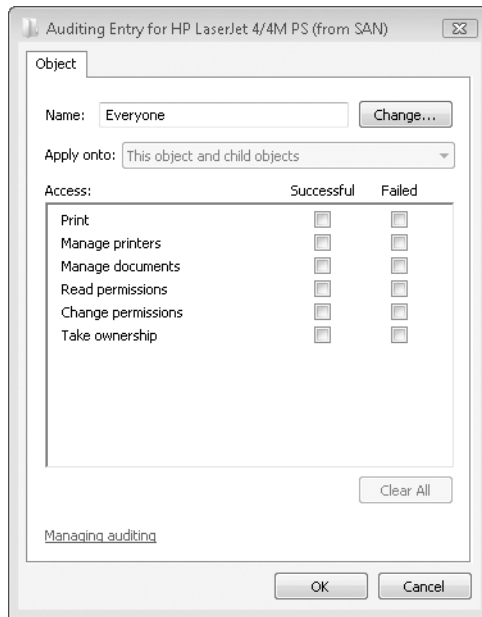 Auditing Entry for HP LaserJet 4/4M PS (from SAN)
Object
Name: Everyone Change...
Apply onto: This object and child objects
Access: Successful Failed
Print
Manage printers
Manage documents
Read permissions
Change permissions
Take ownership
Clear All
Managing auditing
OK Cancel